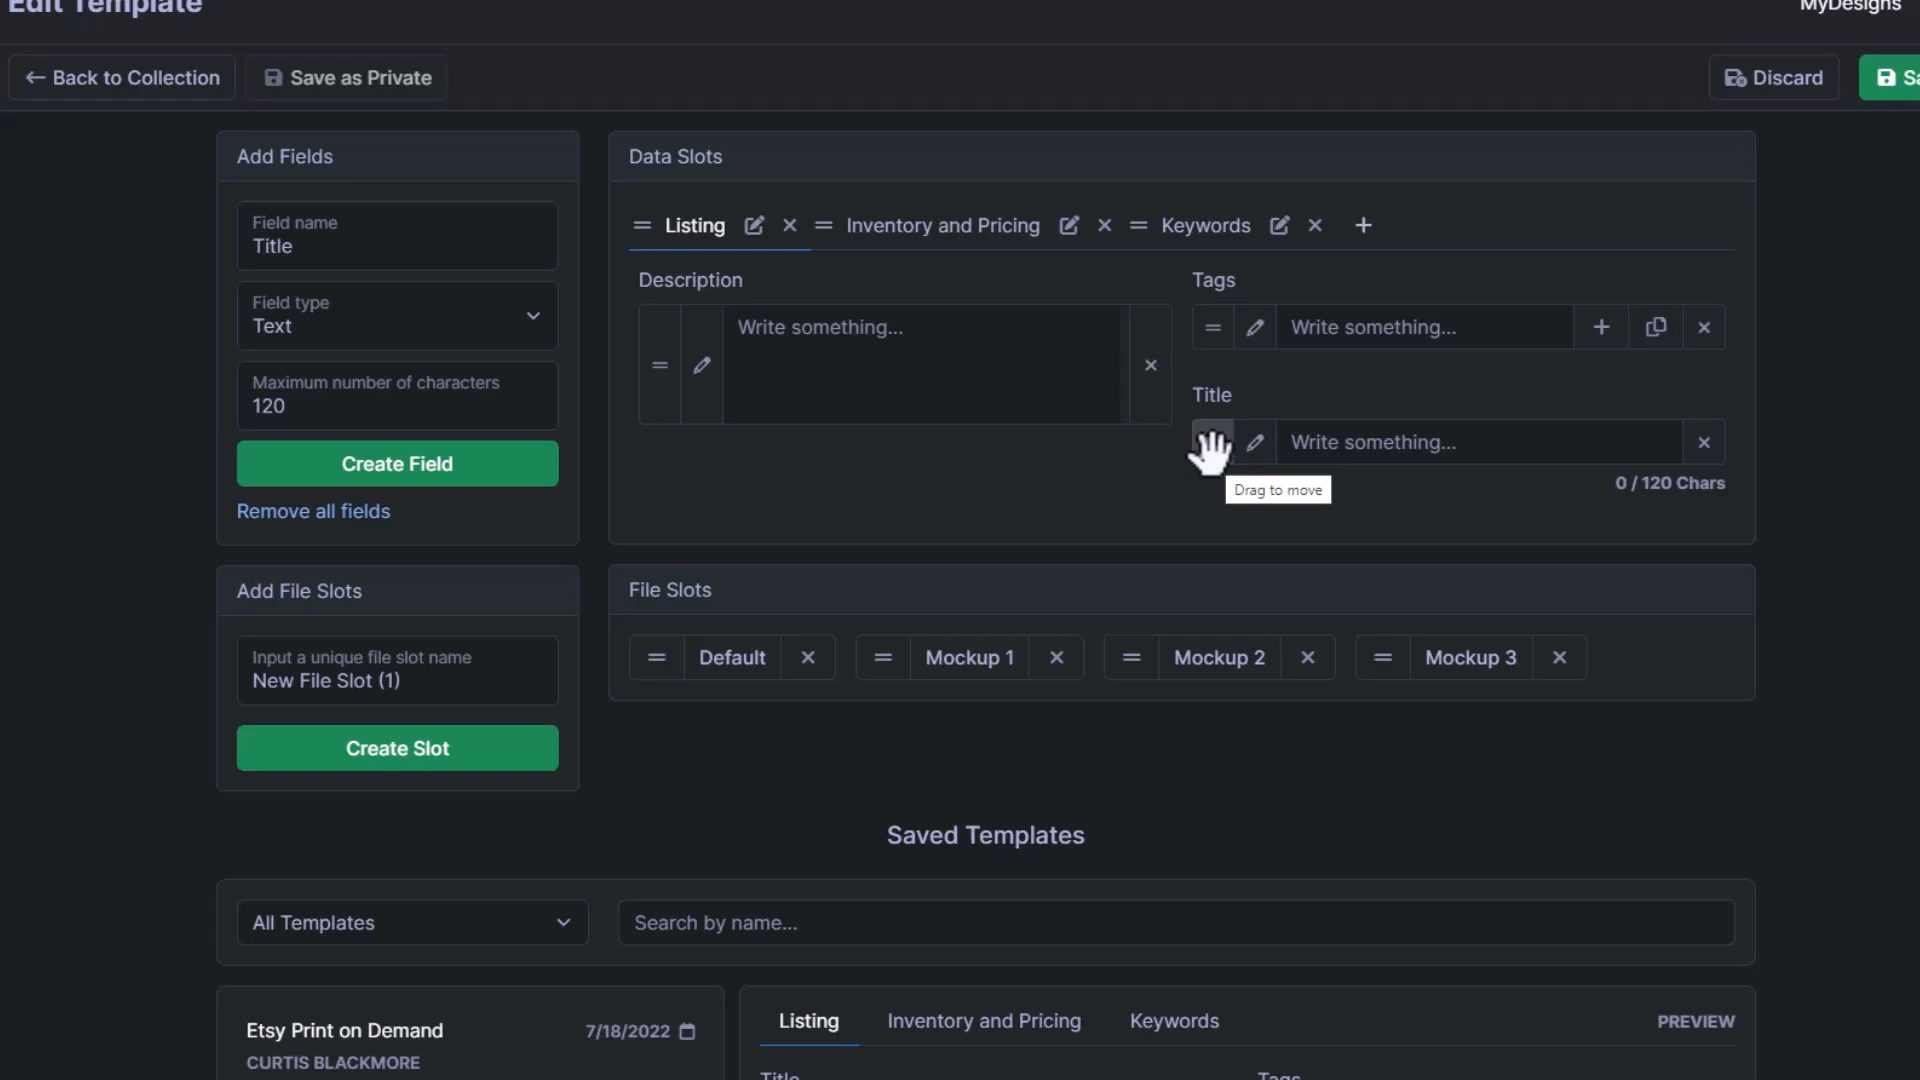 Edit Template
MyDesigns
Back to Collection
Save as Private
Discard
Add Fields
Field name
Title
Field type
Text
Maximum number of characters
120
Create Field
Remove all fields
Data Slots
Listing
Inventory and Pricing
Keywords
Description
Write something...
Tags
Write something...
Title
Write something...
Drag to move
0 / 120 Chars
Add File Slots
Input a unique file slot name
New File Slot (1)
Create Slot
File Slots
Default
Mockup 1
Mockup 2
Mockup 3
Saved Templates
All Templates
Search by name...
Etsy Print on Demand
7/18/2022
CURTIS BLACKMORE
Listing
Inventory and Pricing
Keywords
PREVIEW
Title
Tags